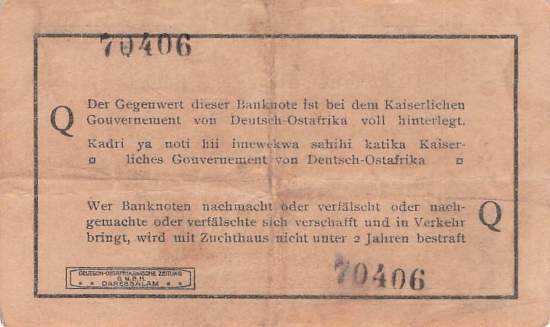 70406
Der Gegenwert dieser Banknote ist bei dem Kaiserlichen
Q
Gouvernement von Deutsch-Ostafrika voll hinterlegt.
Kadri ya noti hii imewekwa sahihi katika Kaiser-
liches Gouvernement von Deutsch-Ostafrika
Wer Banknoten nachmacht oder verfälscht oder nach-
gemachte oder verfälschte sich verschafft und in Verkehr
Q
bringt, wird mit Zuchthaus nicht unter 2 Jahren bestraft
DEUTSCH-OSTAFRIKANISCHE ZEITUNG
G.M.B.H.
DARESSALAM
70406